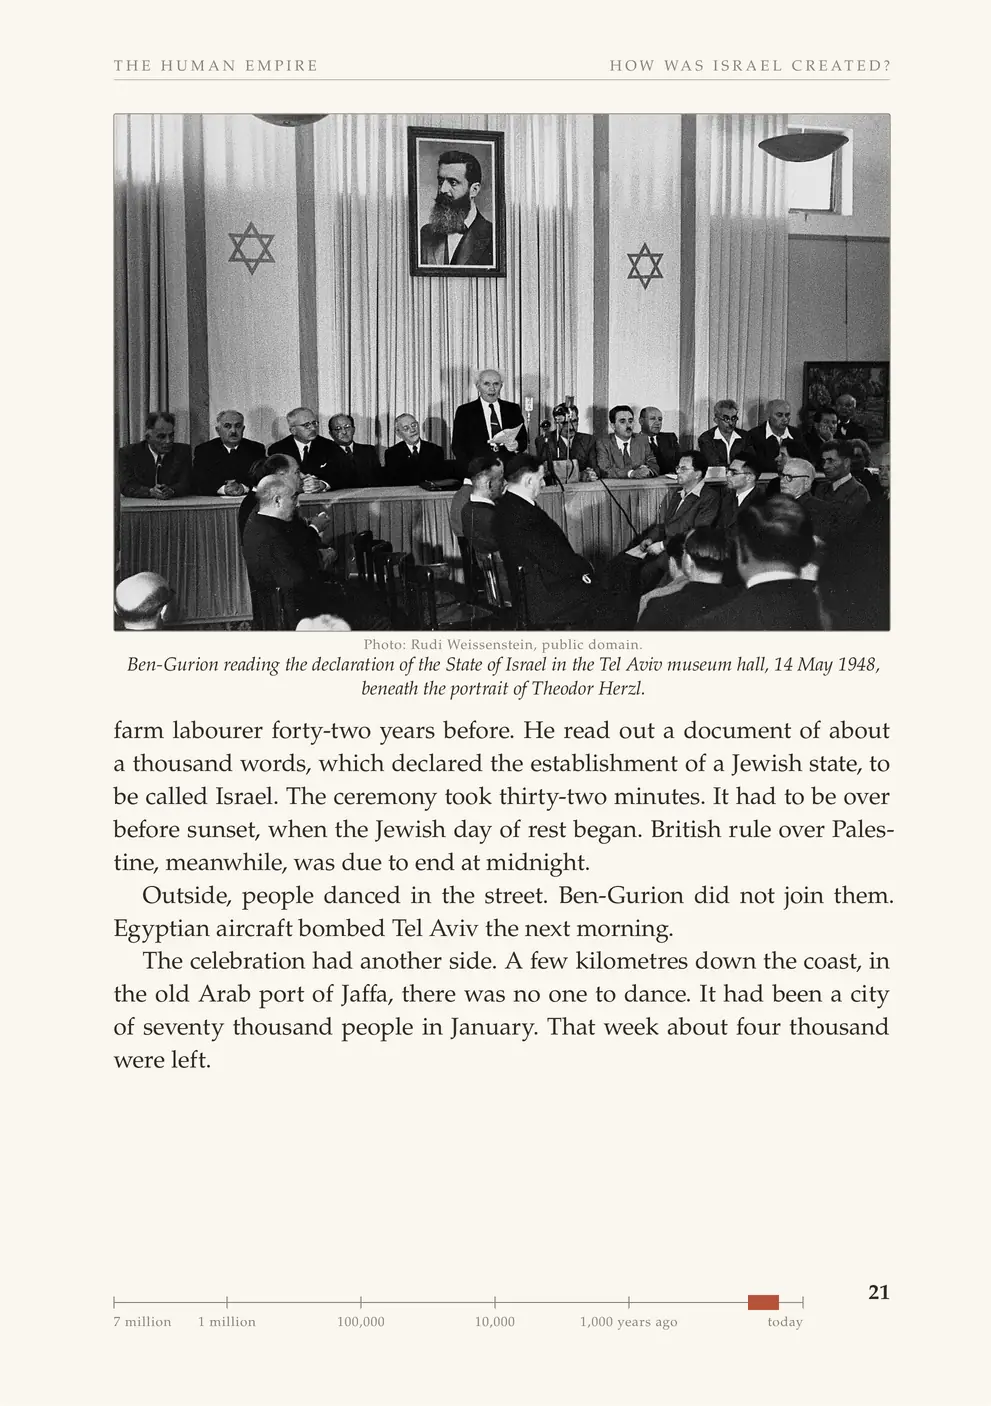 THE HUMAN EMPIRE
HOW WAS ISRAEL CREATED?
Photo: Rudi Weissenstein, public domain.
Ben-Gurion reading the declaration of the State of Israel in the Tel Aviv museum hall, 14 May 1948,
beneath the portrait of Theodor Herzl.
farm labourer forty-two years before. He read out a document of about
a thousand words, which declared the establishment of a Jewish state, to
be called Israel. The ceremony took thirty-two minutes. It had to be over
before sunset, when the Jewish day of rest began. British rule over Pales-
tine, meanwhile, was due to end at midnight.
Outside, people danced in the street. Ben-Gurion did not join them.
Egyptian aircraft bombed Tel Aviv the next morning.
The celebration had another side. A few kilometres down the coast, in
the old Arab port of Jaffa, there was no one to dance. It had been a city
of seventy thousand people in January. That week about four thousand
were left.
21
7 million 1 million 100,000 10,000 1,000 years ago today